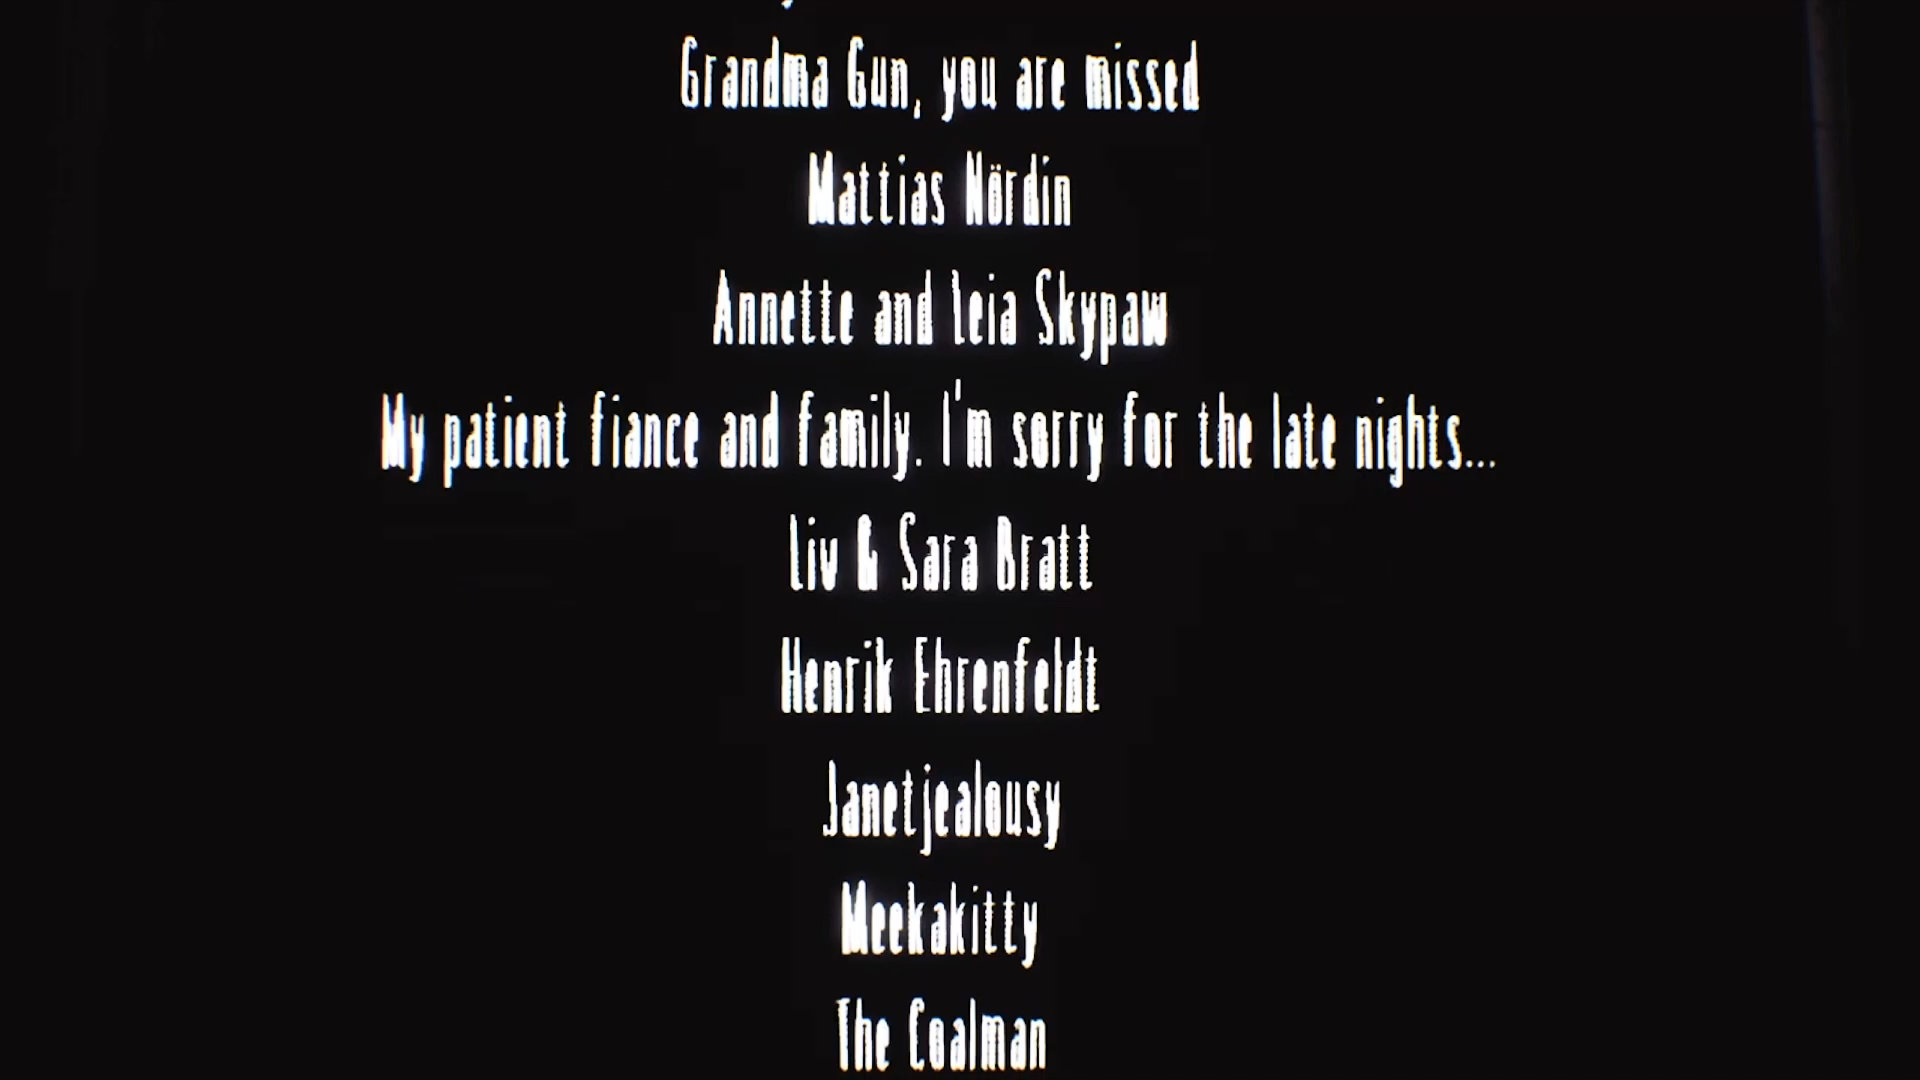 Grandma Gun, you are missed
Mattias Nördin
Annette and Leia Skypaw
My patient fiance and family. I'm sorry for the late nights...
Liv & Sara Bratt
Henrik Ehrenfeldt
Janetjealousy
Meekakitty
The Coalman